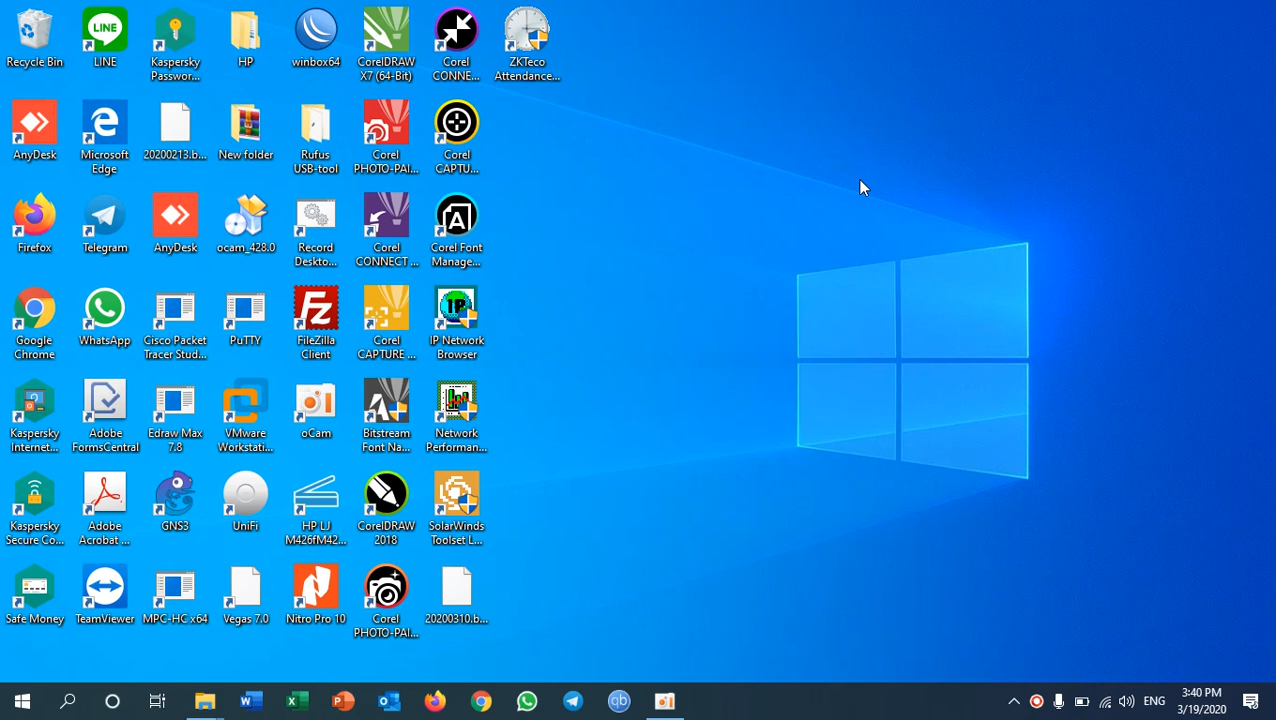 Recycle Bin
LINE
Kaspersky
Passwor...
HP
winbox64
CorelDRAW
X7 (64-Bit)
Corel
CONNE...
ZKTeco
Attendance...
AnyDesk
Microsoft
Edge
20200213.b...
New folder
Rufus
USB-tool
Corel
PHOTO-PAI...
Corel
CAPTU...
Firefox
Telegram
AnyDesk
ocam_428.0
Record
Deskto...
Corel
CONNECT ...
Corel Font
Manage...
Google
Chrome
WhatsApp
Cisco Packet
Tracer Stud...
PuTTY
FileZilla
Client
Corel
CAPTURE ...
IP
IP Network
Browser
Kaspersky
Internet...
Adobe
FormsCentral
Edraw Max
7.8
VMware
Workstati...
oCam
Bitstream
Font Na...
Network
Performan...
Kaspersky
Secure Co...
Adobe
Acrobat ...
GNS3
UniFi
HP LJ
M426fM42...
CorelDRAW
2018
SolarWinds
Toolset L...
Safe Money
TeamViewer
MPC-HC x64
Vegas 7.0
Nitro Pro 10
Corel
PHOTO-PAI...
20200310.b...
qb
ENG
3:40 PM
3/19/2020